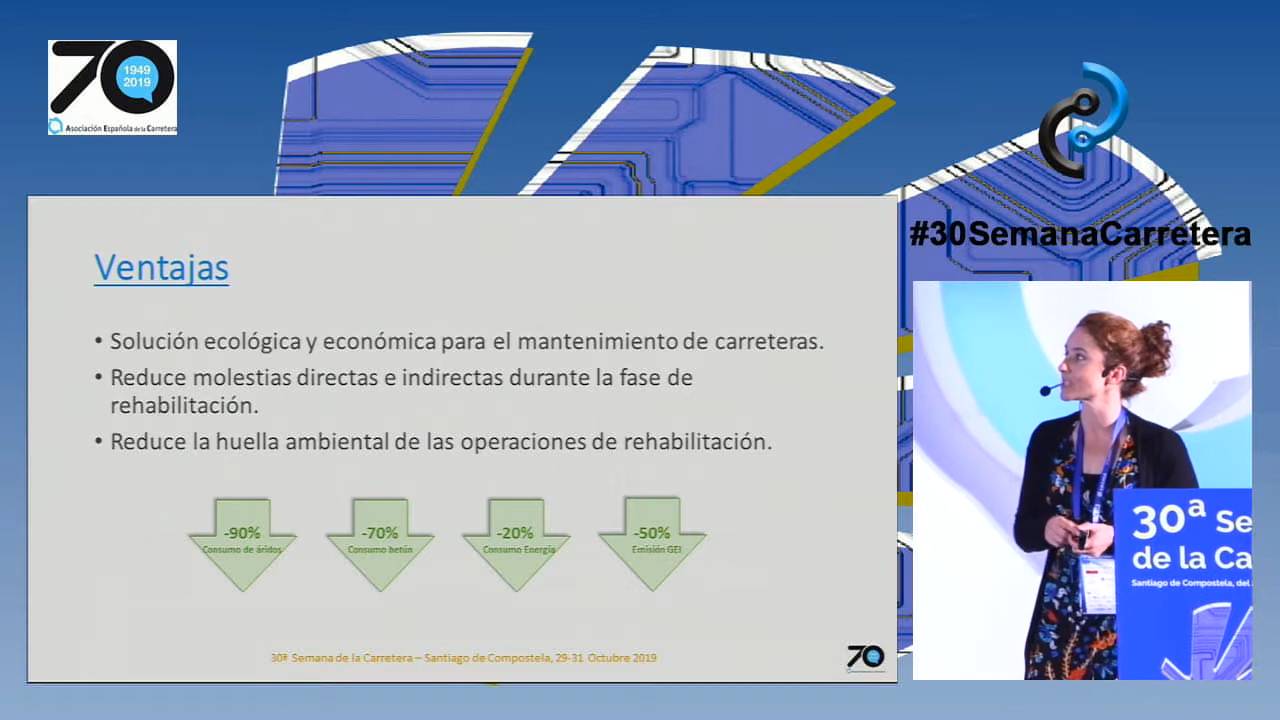 70
1949
2019
Asociación Española de la Carretera
#30SemanaCarretera
Ventajas
• Solución ecológica y económica para el mantenimiento de carreteras.
• Reduce molestias directas e indirectas durante la fase de
rehabilitación.
• Reduce la huella ambiental de las operaciones de rehabilitación.
-90%
Consumo de áridos
-70%
Consumo betún
-20%
Consumo Energía
-50%
Emisión GEI
30ª Semana de la Carretera – Santiago de Compostela, 29-31 Octubre 2019
70
30ª Se
de la Ca
Santiago de Compostela, del